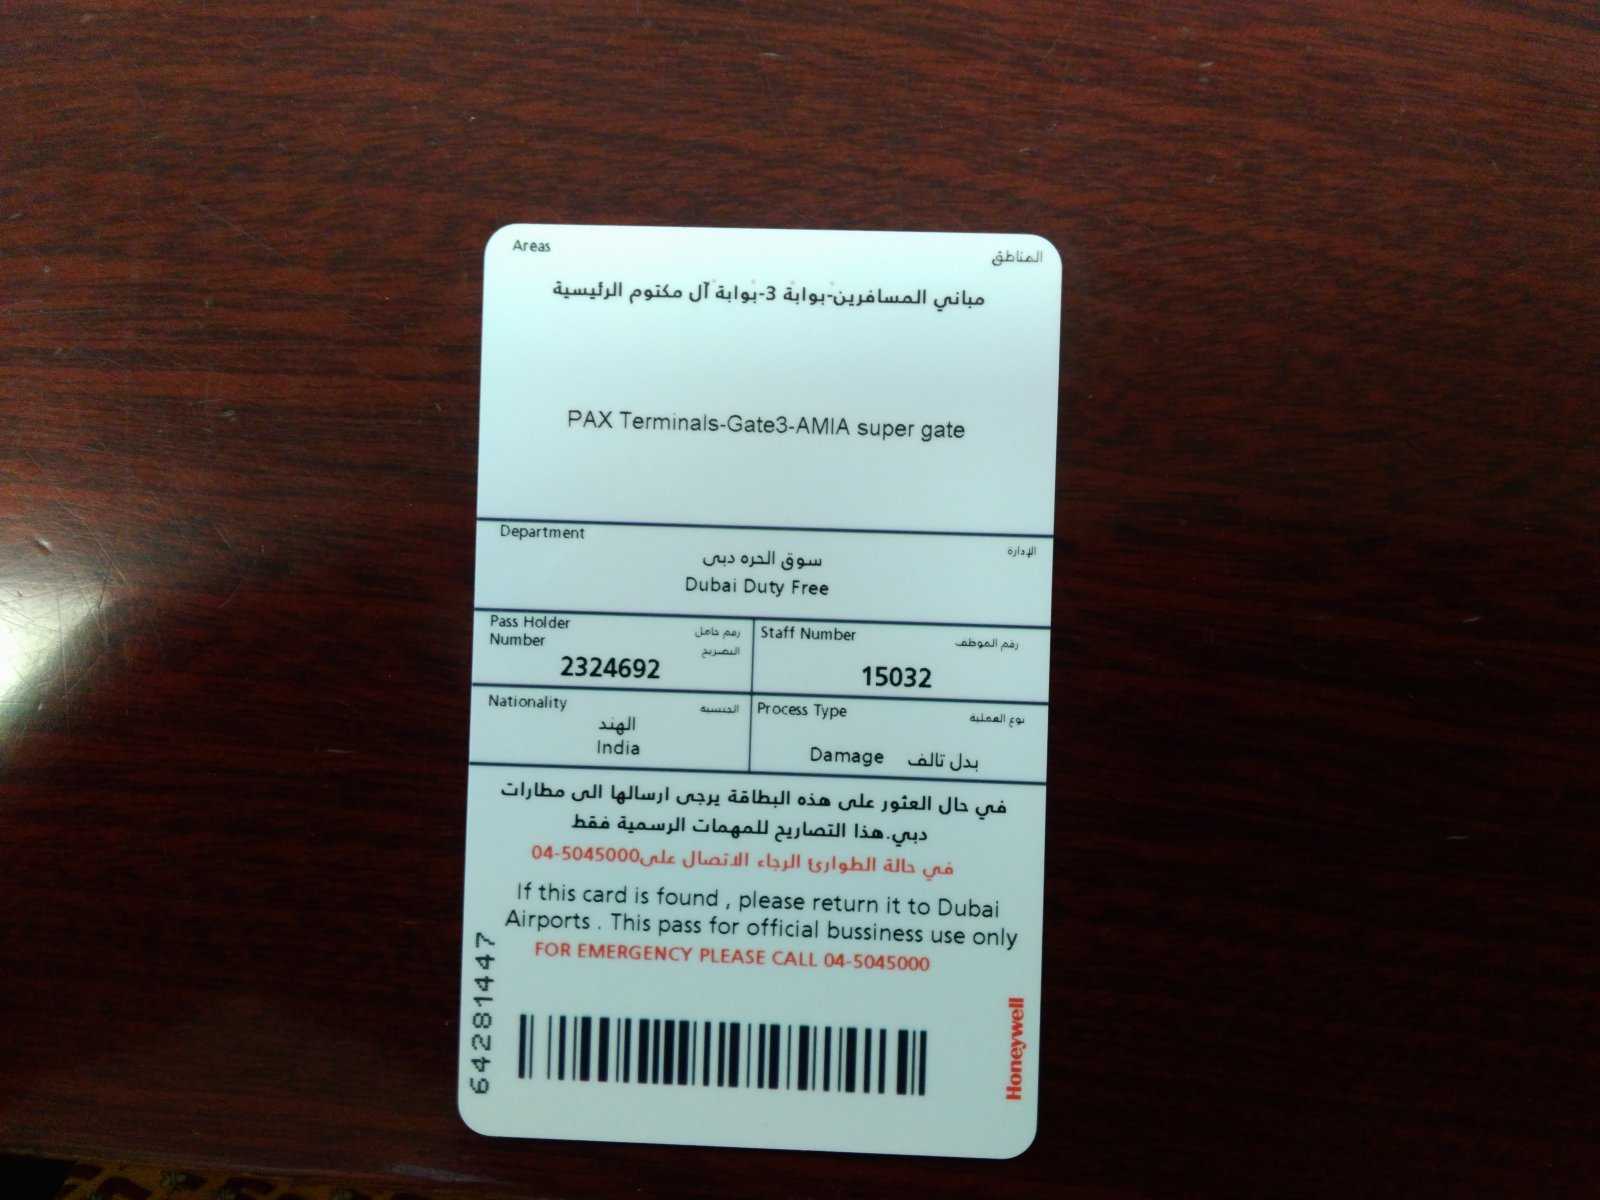 Areas
المناطق
مباني المسافرين-بوابة 3-بوابة آل مكتوم الرئيسية
PAX Terminals-Gate3-AMIA super gate
Department
الإدارة
سوق الحره دبى
Dubai Duty Free
Pass Holder
Number
رقم حامل
التصريح
2324692
Staff Number
رقم الموظف
15032
Nationality
الجنسية
الهند
India
Process Type
نوع العملية
Damage بدل تالف
في حال العثور على هذه البطاقة يرجى ارسالها الى مطارات
دبي.هذا التصاريح للمهمات الرسمية فقط
في حالة الطوارئ الرجاء الاتصال على04-5045000
If this card is found , please return it to Dubai
Airports . This pass for official bussiness use only
FOR EMERGENCY PLEASE CALL 04-5045000
64281447
Honeywell